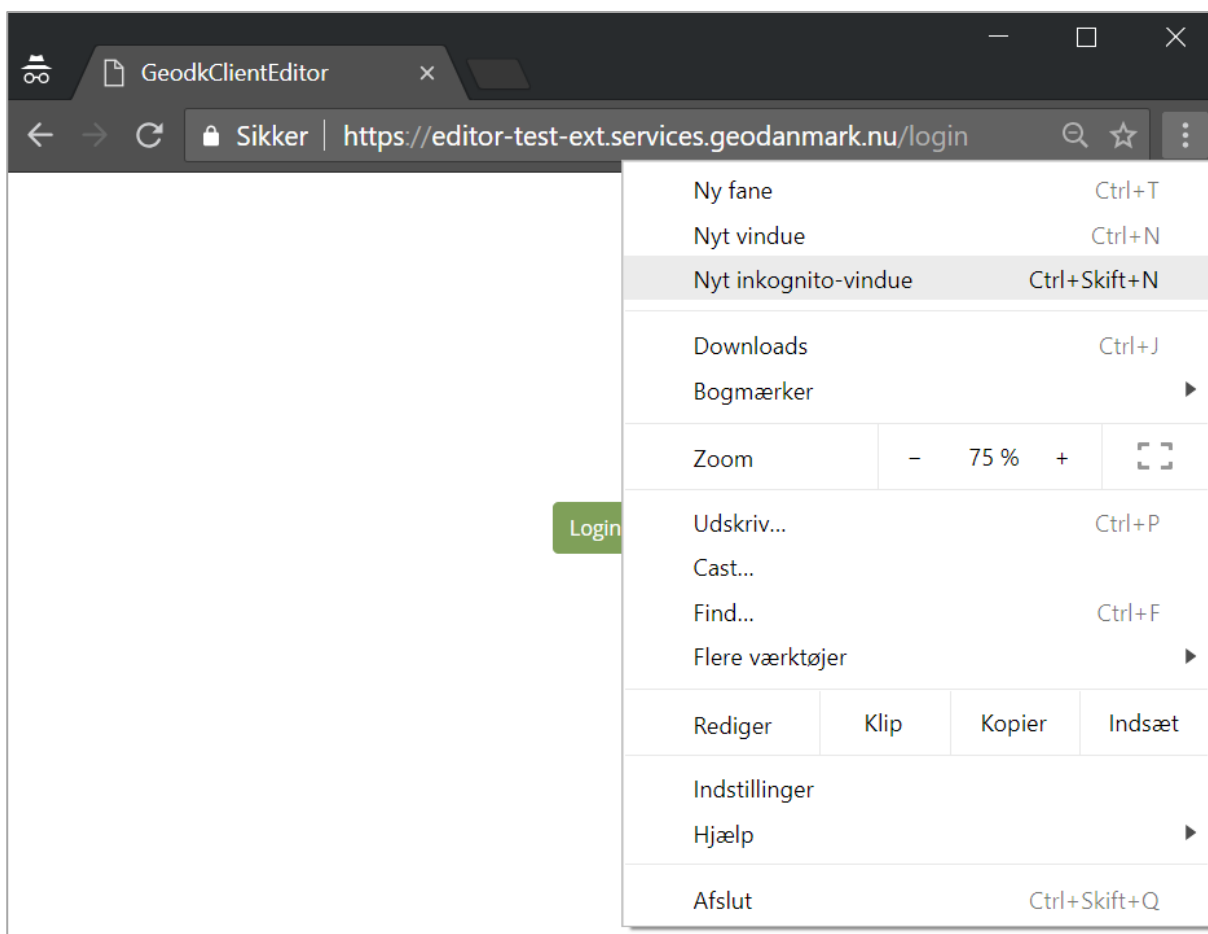 GeodkClientEditor
Sikker https://editor-test-ext.services.geodanmark.nu/login
Ny fane Ctrl+T
Nyt vindue Ctrl+N
Nyt inkognito-vindue Ctrl+Skift+N
Downloads Ctrl+J
Bogmærker
Zoom − 75 % +
Login
Udskriv... Ctrl+P
Cast...
Find... Ctrl+F
Flere værktøjer
Rediger Klip Kopier Indsæt
Indstillinger
Hjælp
Afslut Ctrl+Skift+Q